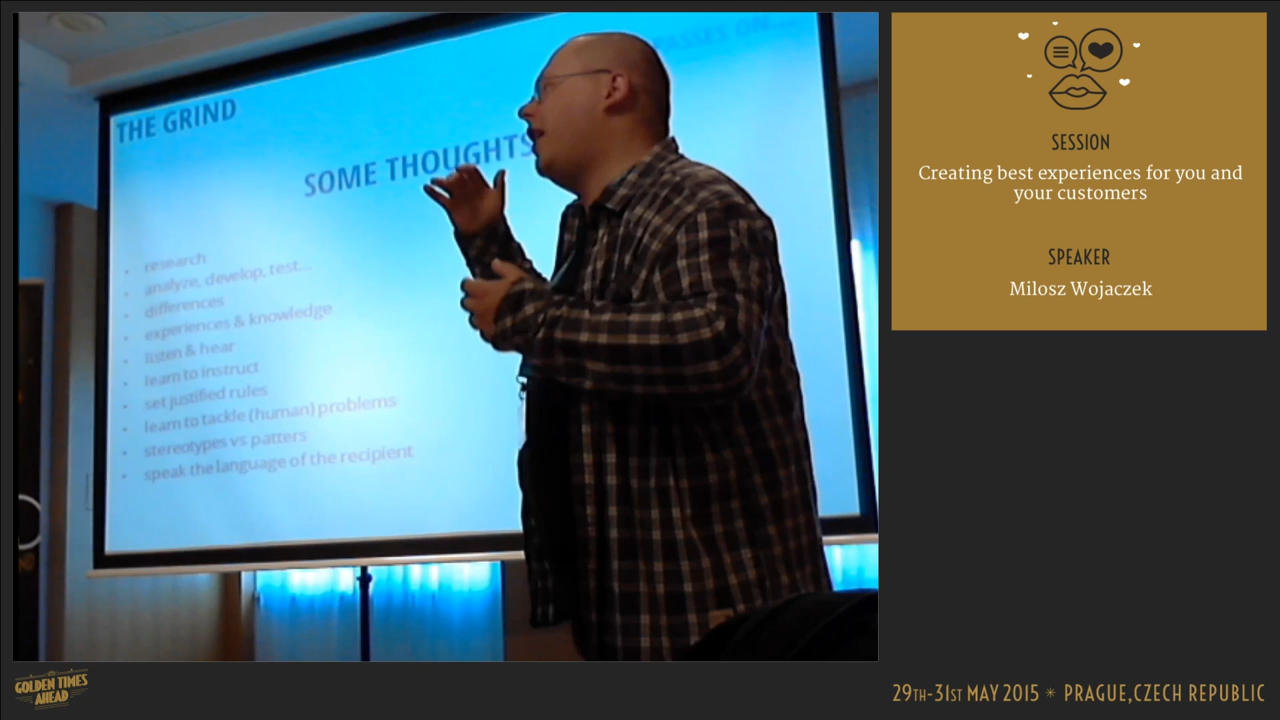 PASSES ON...
THE GRIND
SOME THOUGHTS
research
analyze, develop, test...
differences
experiences & knowledge
listen & hear
learn to instruct
set justified rules
learn to tackle (human) problems
stereotypes vs patters
speak the language of the recipient
SESSION
Creating best experiences for you and
your customers
SPEAKER
Milosz Wojaczek
GOLDEN TIMES
AHEAD
29TH-31ST MAY 2015 * PRAGUE, CZECH REPUBLIC